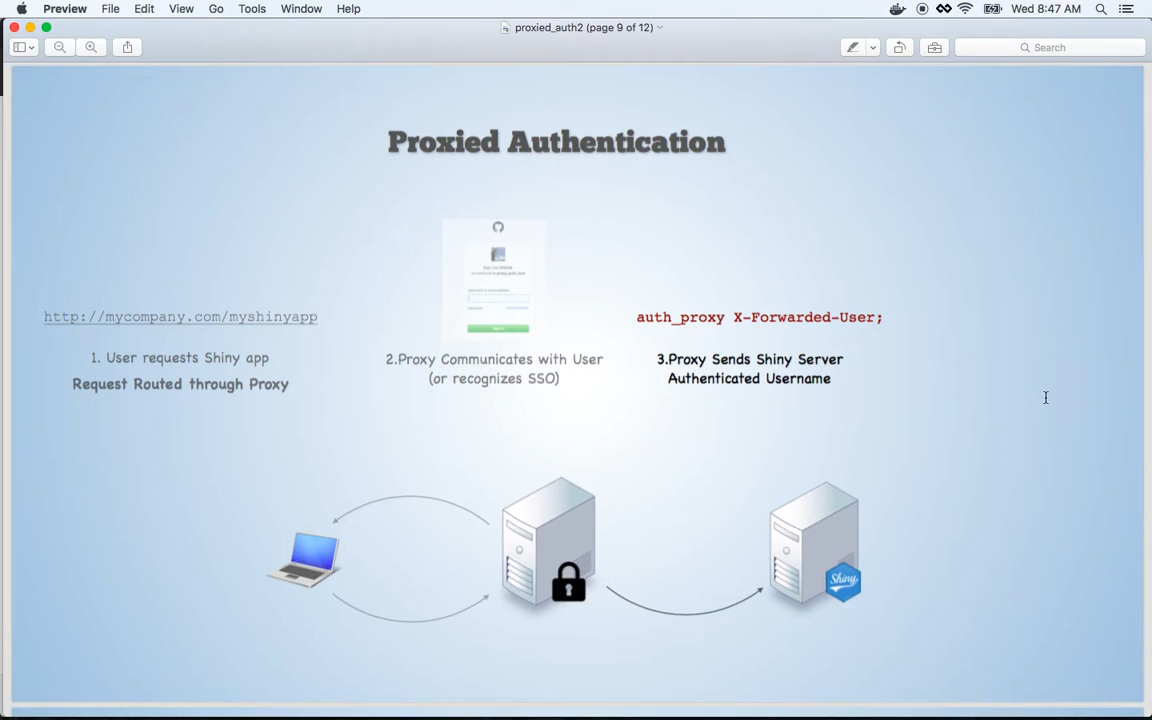 Preview File Edit View Go Tools Window Help
Wed 8:47 AM
proxied_auth2 (page 9 of 12)
Search
Proxied Authentication
http://mycompany.com/myshinyapp
1. User requests Shiny app
Request Routed through Proxy
2.Proxy Communicates with User
(or recognizes SSO)
auth_proxy X-Forwarded-User;
3.Proxy Sends Shiny Server
Authenticated Username
Shiny